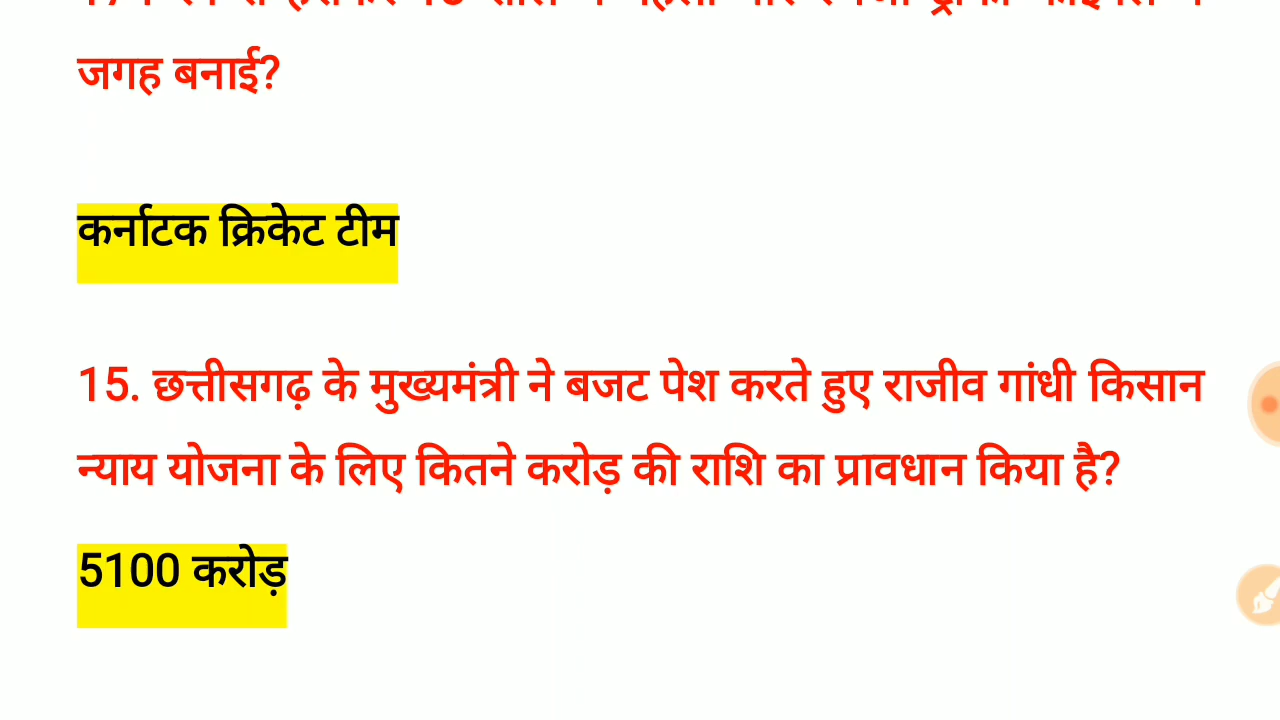 जगह बनाई?
कर्नाटक क्रिकेट टीम
15. छत्तीसगढ़ के मुख्यमंत्री ने बजट पेश करते हुए राजीव गांधी किसान
न्याय योजना के लिए कितने करोड़ की राशि का प्रावधान किया है?
5100 करोड़